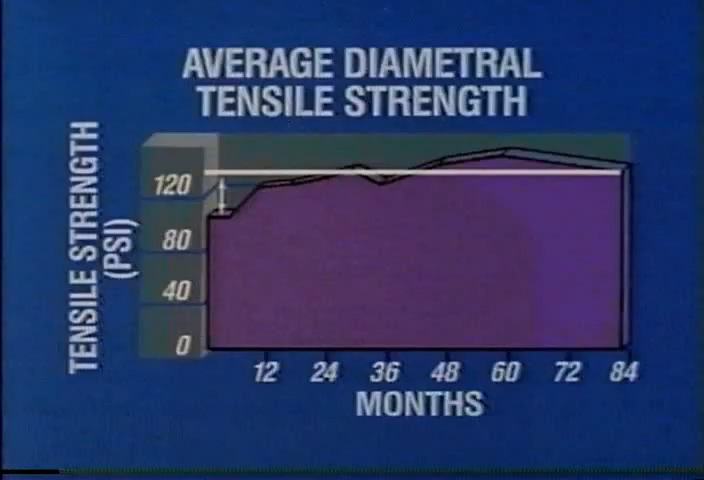 AVERAGE DIAMETRAL
TENSILE STRENGTH
TENSILE STRENGTH
(PSI)
120
80
40
0
12 24 36 48 60 72 84
MONTHS